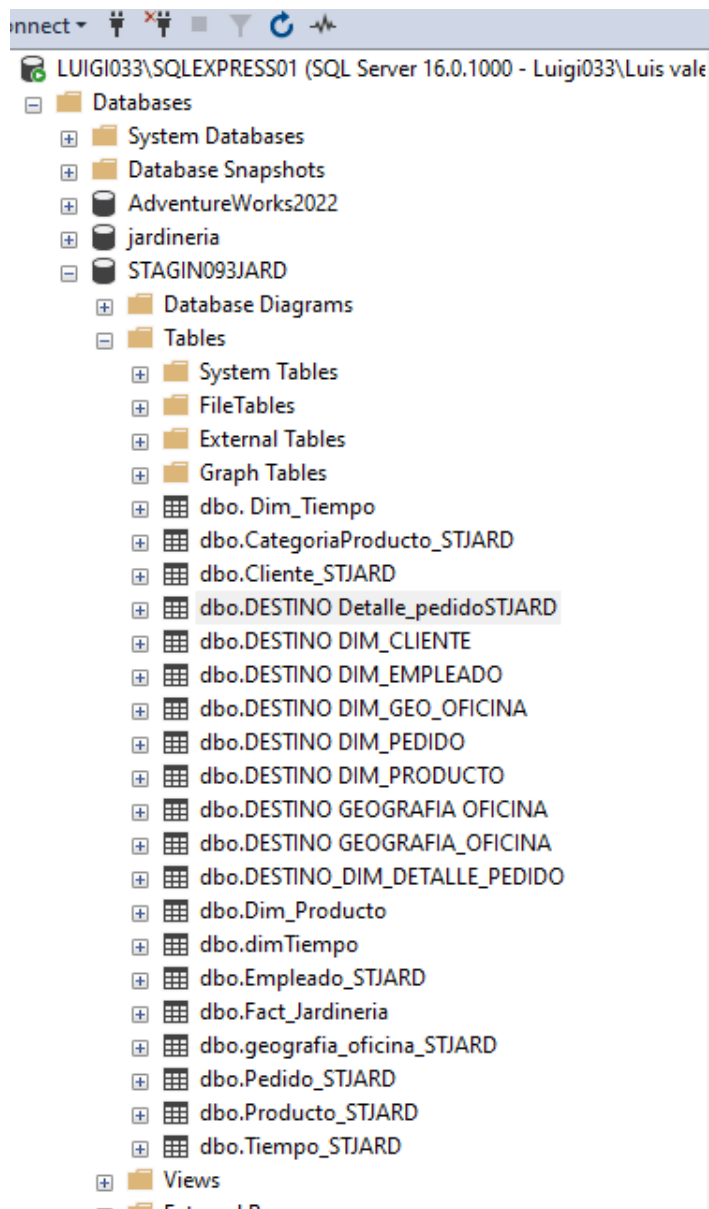 onnect
LUIGI033\SQLEXPRESS01 (SQL Server 16.0.1000 - Luigi033\Luis vale
Databases
System Databases
Database Snapshots
AdventureWorks2022
jardineria
STAGIN093JARD
Database Diagrams
Tables
System Tables
FileTables
External Tables
Graph Tables
dbo. Dim_Tiempo
dbo.CategoriaProducto_STJARD
dbo.Cliente_STJARD
dbo.DESTINO Detalle_pedidoSTJARD
dbo.DESTINO DIM_CLIENTE
dbo.DESTINO DIM_EMPLEADO
dbo.DESTINO DIM_GEO_OFICINA
dbo.DESTINO DIM_PEDIDO
dbo.DESTINO DIM_PRODUCTO
dbo.DESTINO GEOGRAFIA OFICINA
dbo.DESTINO GEOGRAFIA_OFICINA
dbo.DESTINO_DIM_DETALLE_PEDIDO
dbo.Dim_Producto
dbo.dimTiempo
dbo.Empleado_STJARD
dbo.Fact_Jardineria
dbo.geografia_oficina_STJARD
dbo.Pedido_STJARD
dbo.Producto_STJARD
dbo.Tiempo_STJARD
Views